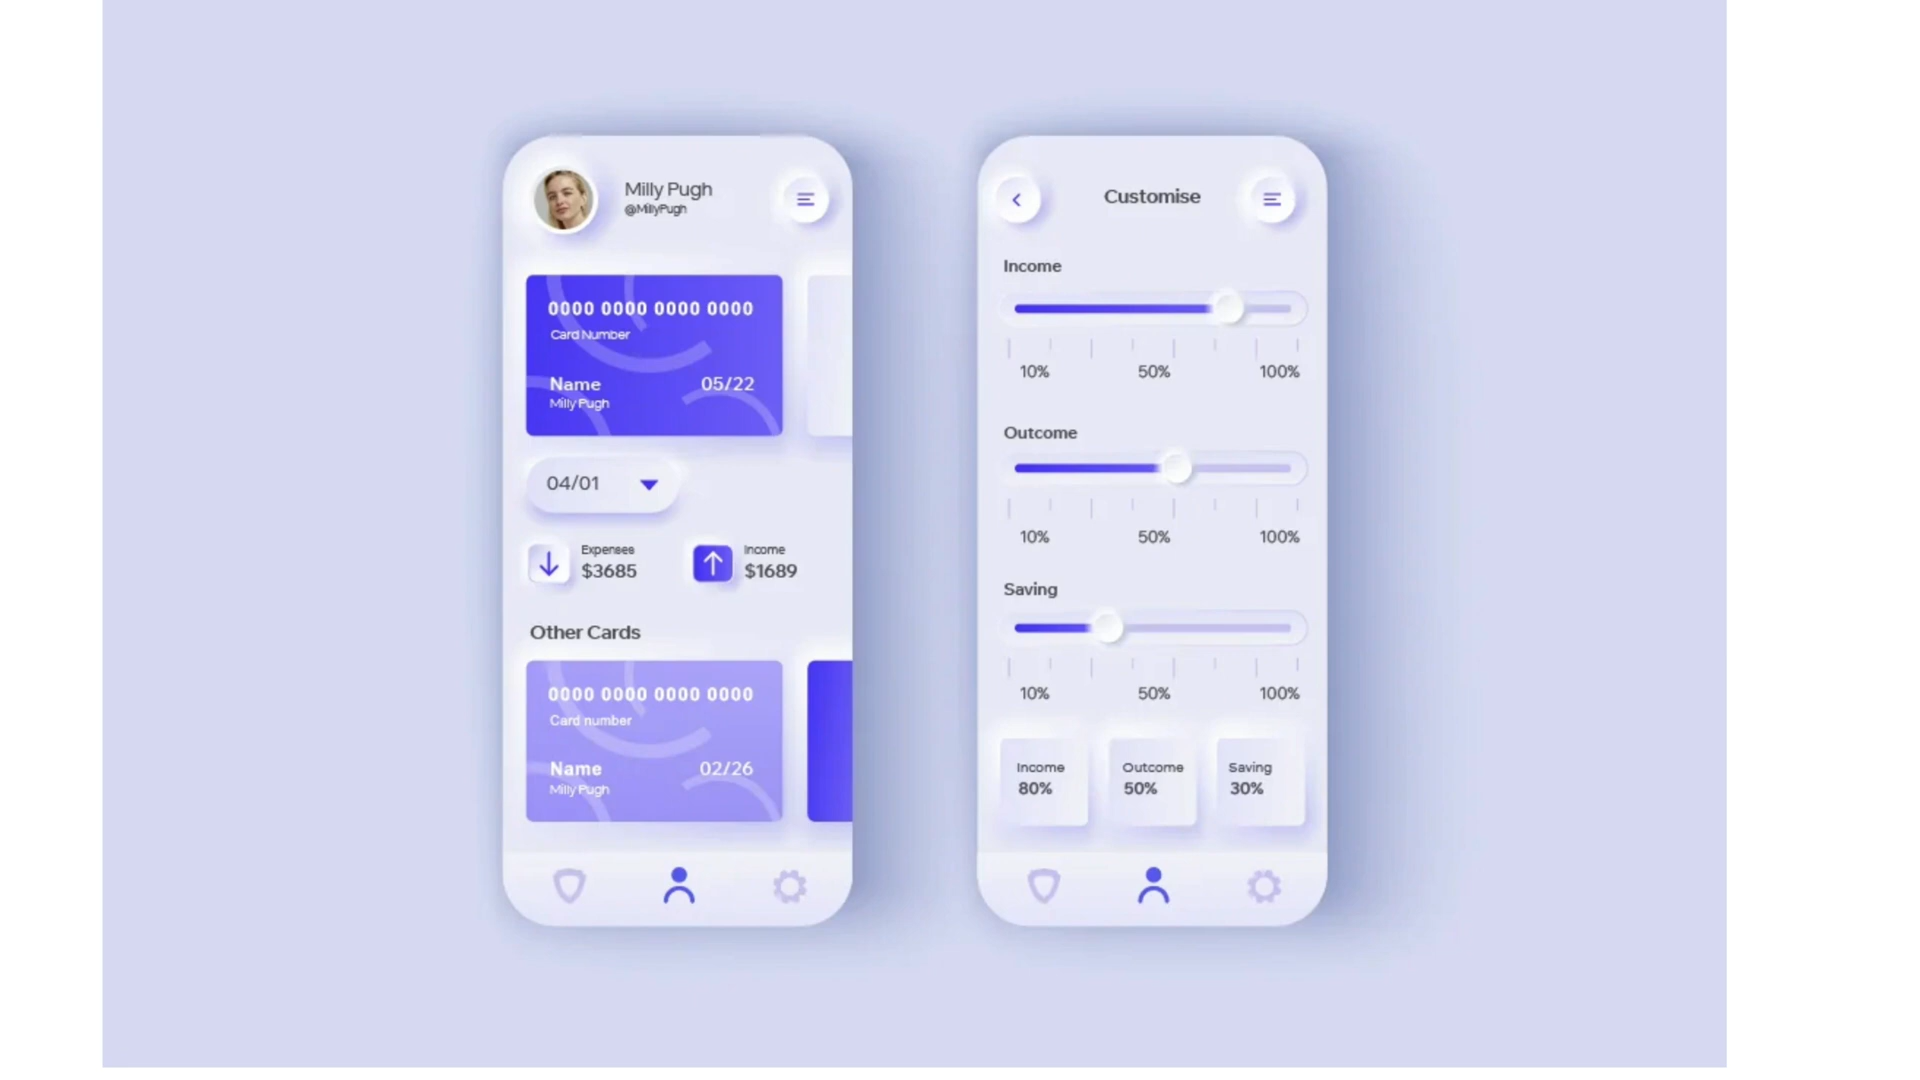 Milly Pugh
@MillyPugh
0000 0000 0000 0000
Card Number
Name 05/22
Milly Pugh
04/01
Expenses Income
$3685 $1689
Other Cards
0000 0000 0000 0000
Card number
Name 02/26
Milly Pugh
Customise
Income
10% 50% 100%
Outcome
10% 50% 100%
Saving
10% 50% 100%
Income Outcome Saving
80% 50% 30%